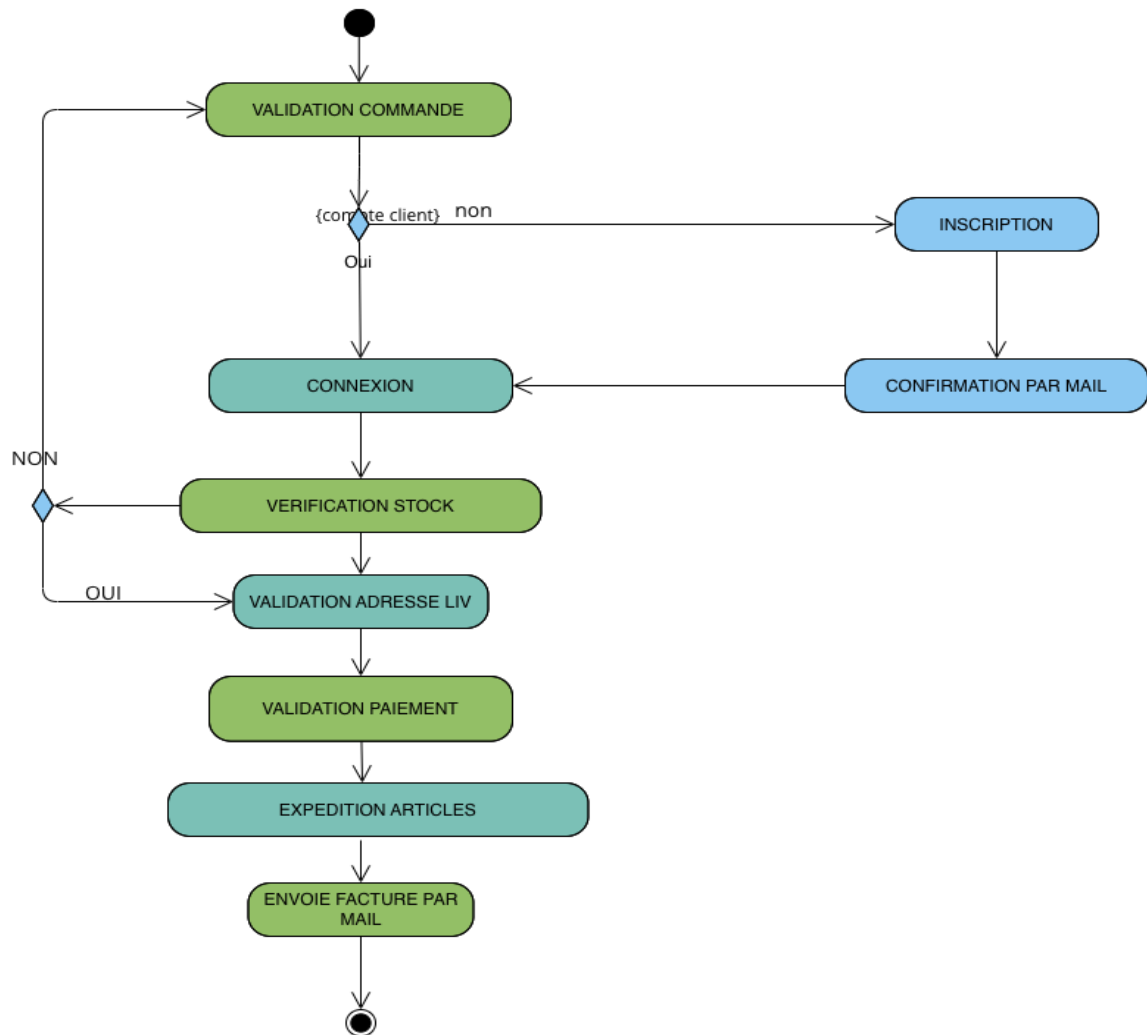 VALIDATION COMMANDE
{compte client}
non
INSCRIPTION
Oui
CONNEXION
CONFIRMATION PAR MAIL
NON
VERIFICATION STOCK
OUI
VALIDATION ADRESSE LIV
VALIDATION PAIEMENT
EXPEDITION ARTICLES
ENVOIE FACTURE PAR
MAIL